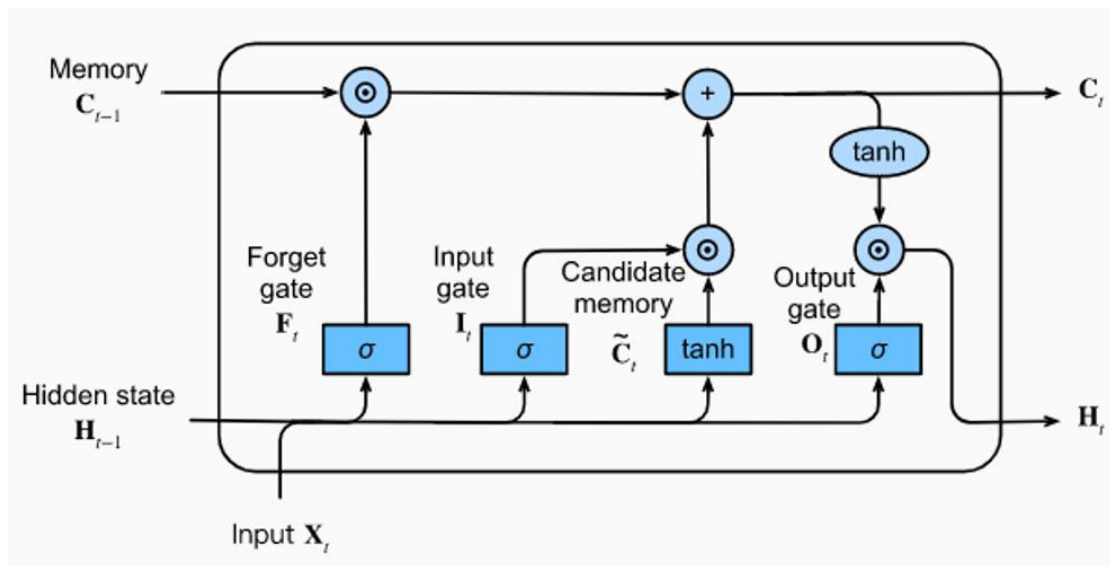 Memory
C_{t-1}
⊙
+
C_t
tanh
Forget
gate
F_t
Input
gate
I_t
Candidate
memory
C̃_t
⊙
Output
gate
O_t
⊙
σ
σ
tanh
σ
Hidden state
H_{t-1}
H_t
Input X_t